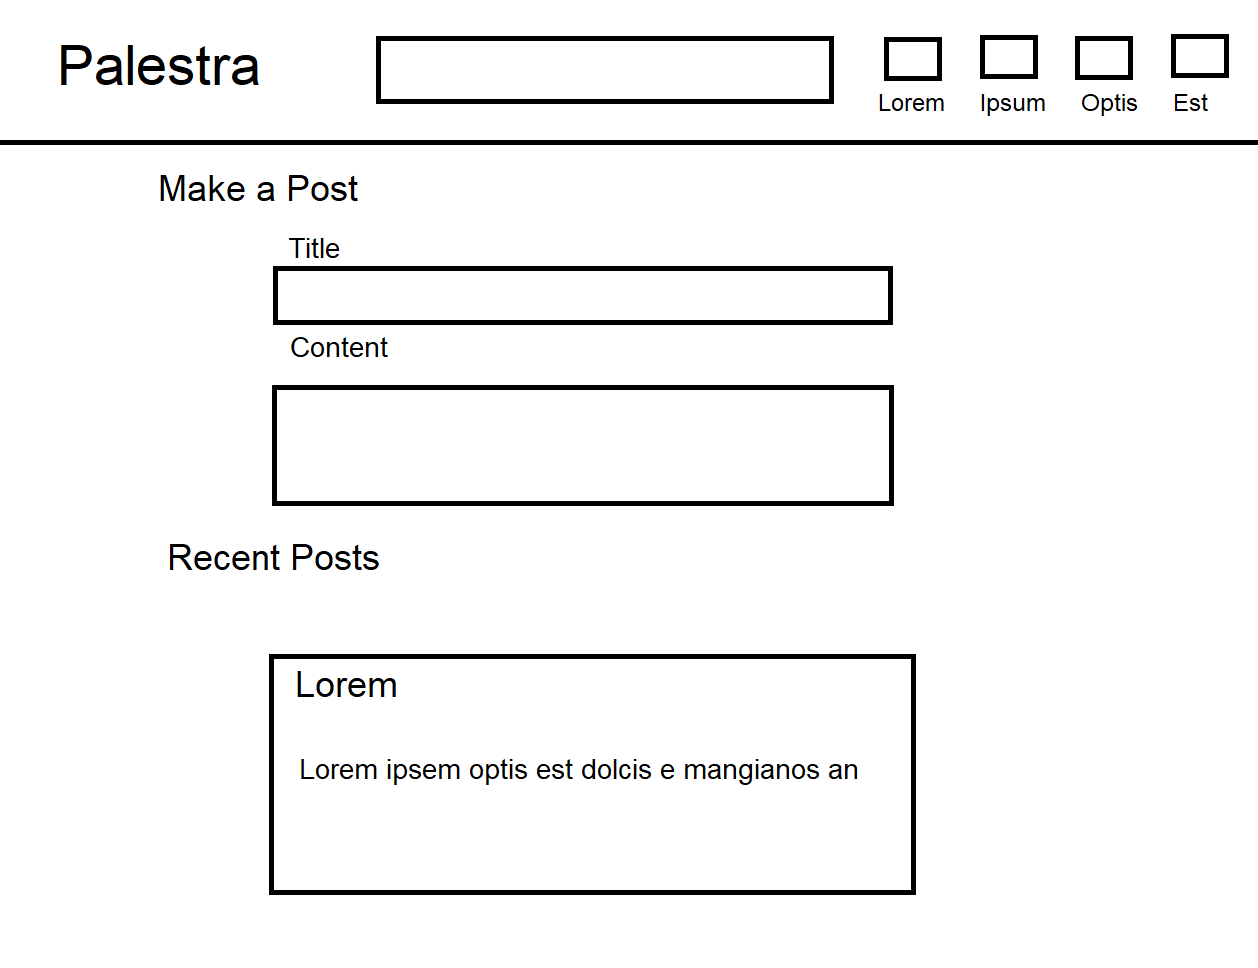 Palestra
Lorem Ipsum Optis Est
Make a Post
Title
Content
Recent Posts
Lorem
Lorem ipsem optis est dolcis e mangianos an